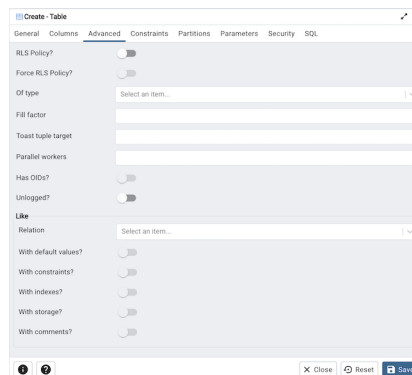 Create - Table
General Columns Advanced Constraints Partitions Parameters Security SQL
RLS Policy?
Force RLS Policy?
Of type Select an item...
Fill factor
Toast tuple target
Parallel workers
Has OIDs?
Unlogged?
Like
Relation Select an item...
With default values?
With constraints?
With indexes?
With storage?
With comments?
Close Reset Save